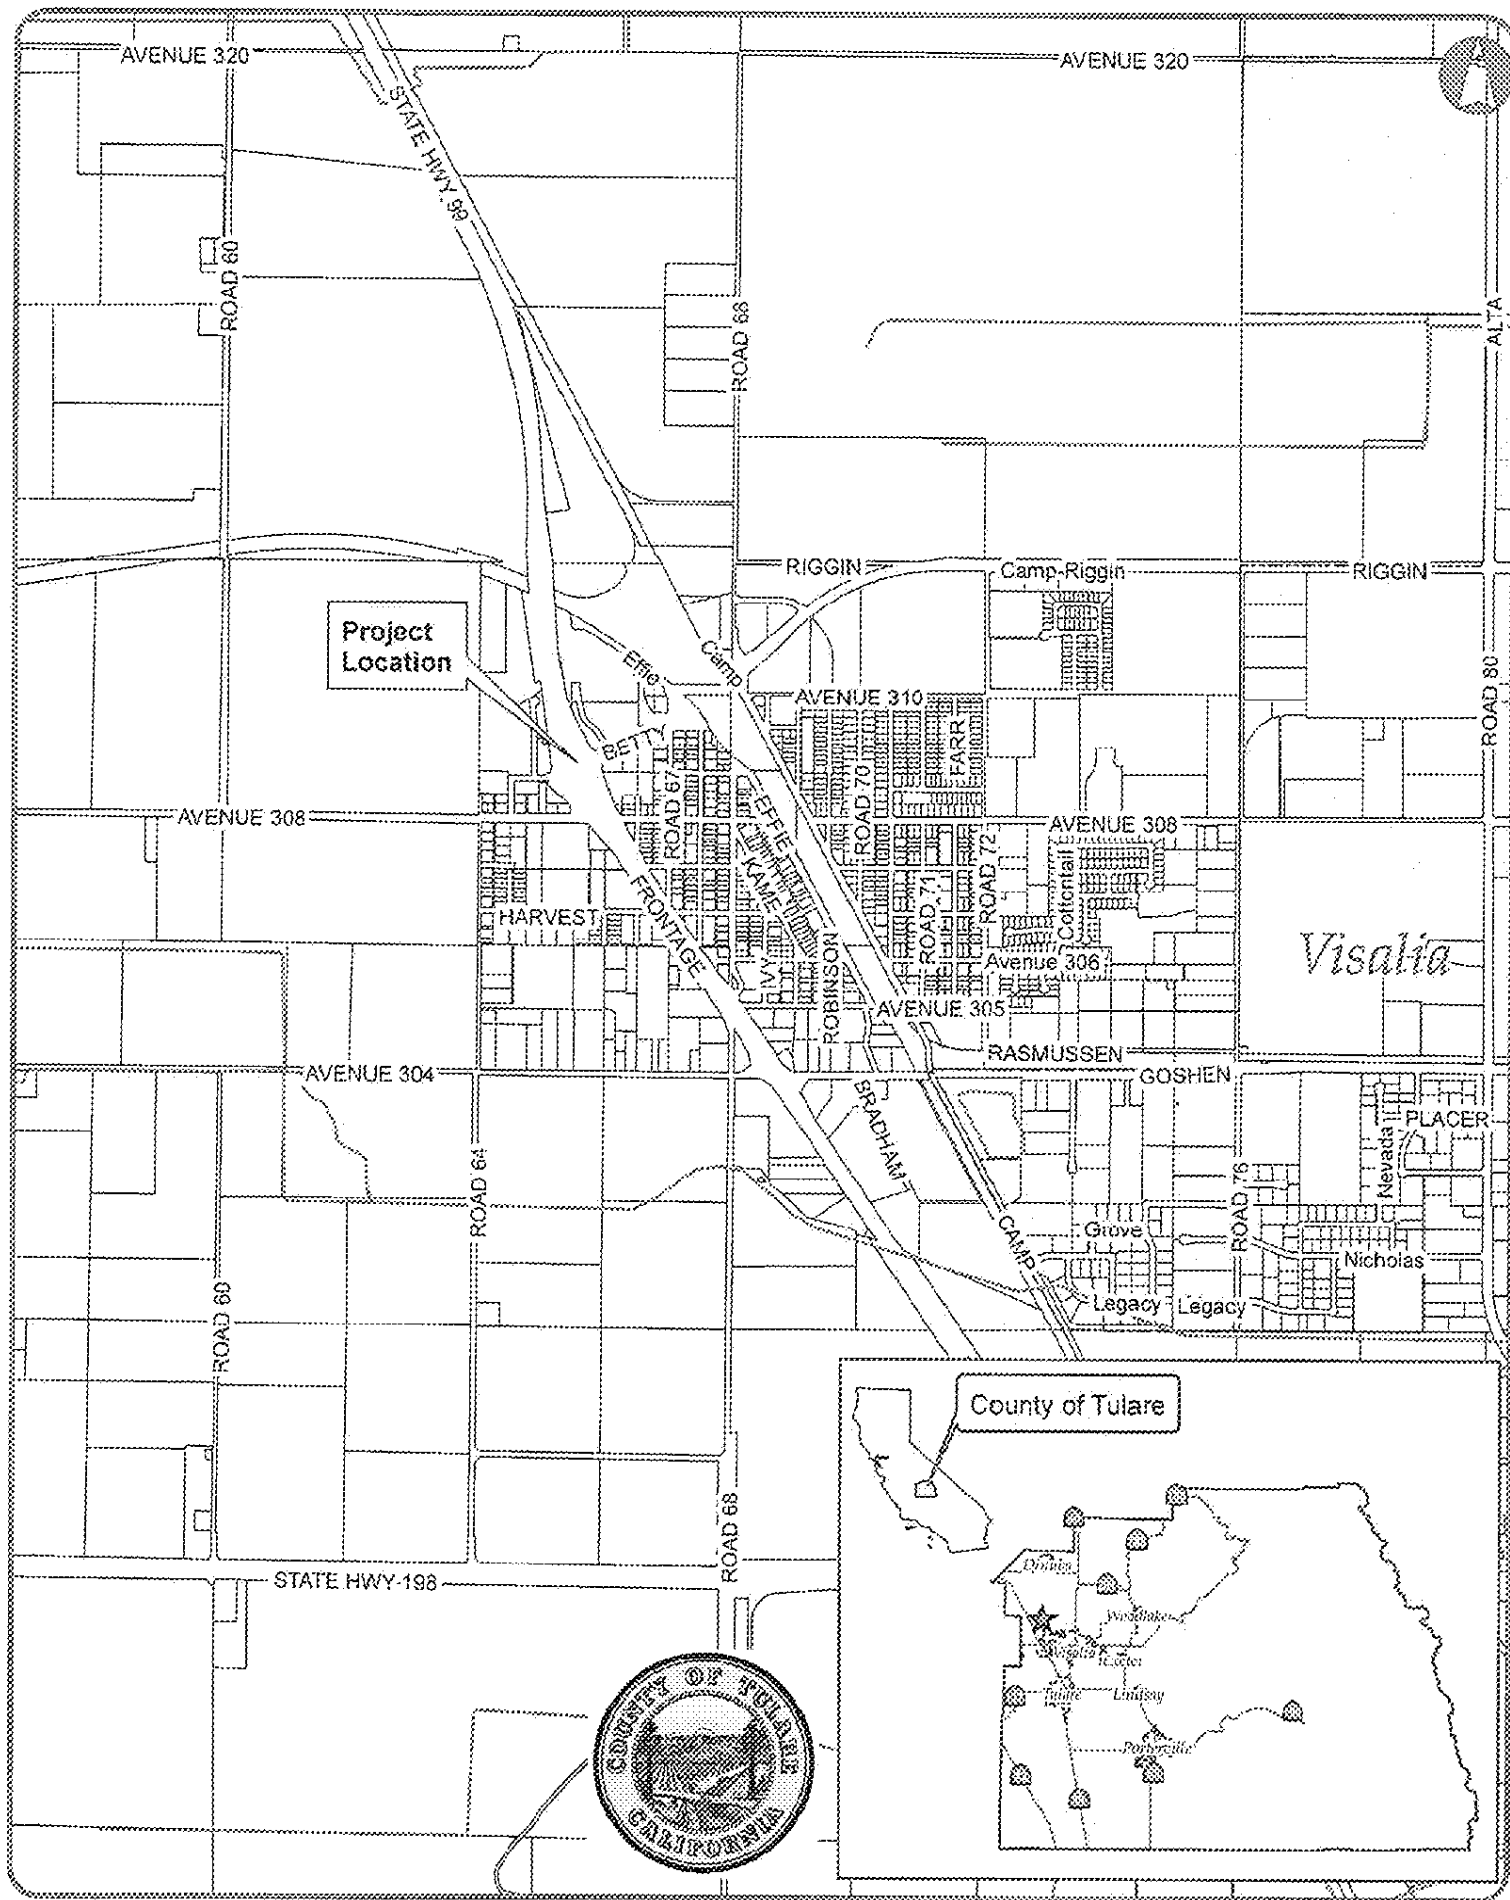 AVENUE 320
AVENUE 320
STATE HWY 99
ROAD 60
ROAD 68
ALTA
RIGGIN
Camp-Riggin
RIGGIN
Project
Location
Effie
Camp
AVENUE 310
ROAD 80
BETTY
FARR
ROAD 67
ROAD 70
AVENUE 308
EFFIE
AVENUE 308
ROAD 72
KAME
Cottontail
FRONTAGE
HARVEST
ROAD 71
IVY
ROBINSON
Avenue 306
Visalia
AVENUE 305
RASMUSSEN
AVENUE 304
GOSHEN
BRADHAM
PLACER
Nevada
ROAD 64
ROAD 76
CAMP
Grove
Nicholas
Legacy
Legacy
ROAD 60
County of Tulare
ROAD 68
STATE HWY-198
Dinuba
Woodlake
Visalia
Exeter
Tulare
Lindsay
Porterville
COUNTY OF TULARE
CALIFORNIA